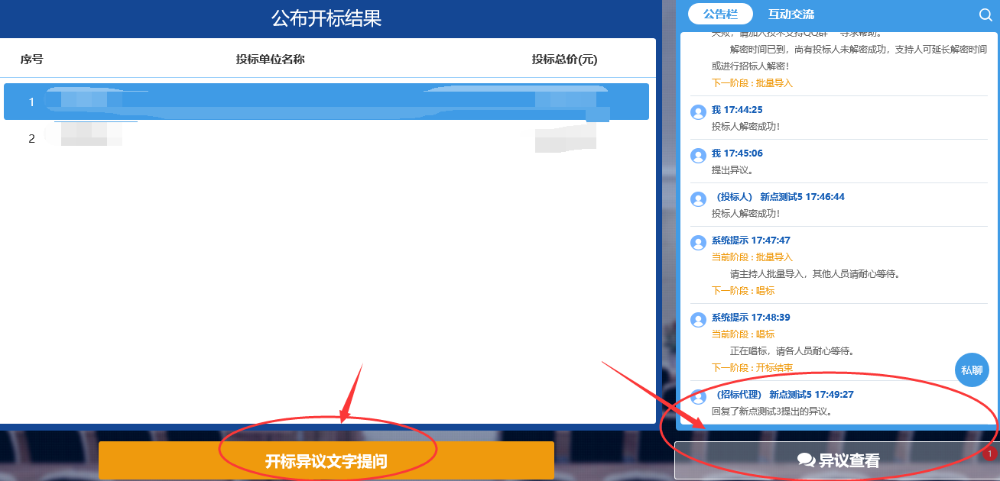 公布开标结果
序号 投标单位名称 投标总价(元)
1
2
开标异议文字提问
公告栏 互动交流
失败，请加入技术支持QQ群 寻求帮助。
解密时间已到，尚有投标人未解密成功，支持人可延长解密时间
或进行招标人解密！
下一阶段 : 批量导入
我 17:44:25
投标人解密成功！
我 17:45:06
提出异议。
（投标人） 新点测试5 17:46:44
投标人解密成功！
系统提示 17:47:47
当前阶段 : 批量导入
请主持人批量导入，其他人员请耐心等待。
下一阶段 : 唱标
系统提示 17:48:39
当前阶段 : 唱标
正在唱标，请各人员耐心等待。
下一阶段 : 开标结束
私聊
（招标代理） 新点测试5 17:49:27
回复了新点测试3提出的异议。
异议查看
1